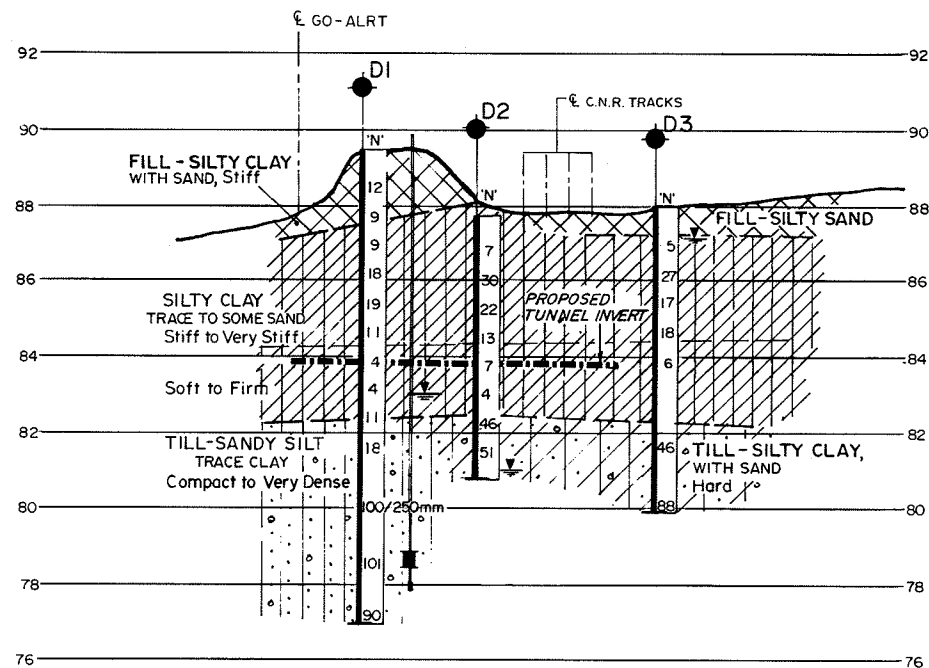 ℄ GO-ALRT
92
92
D1
D2
℄ C.N.R. TRACKS
D3
90
90
'N'
'N'
'N'
FILL - SILTY CLAY
WITH SAND, Stiff
88
88
FILL-SILTY SAND
12
9
9
18
19
11
4
4
11
18
100/250mm
101
90
7
30
22
13
7
4
46
51
5
27
17
18
6
46
88
86
86
SILTY CLAY
TRACE TO SOME SAND
Stiff to Very Stiff
PROPOSED
TUNNEL INVERT
84
84
Soft to Firm
82
82
TILL-SANDY SILT
TRACE CLAY
Compact to Very Dense
TILL-SILTY CLAY,
WITH SAND
Hard
80
80
78
78
76
76